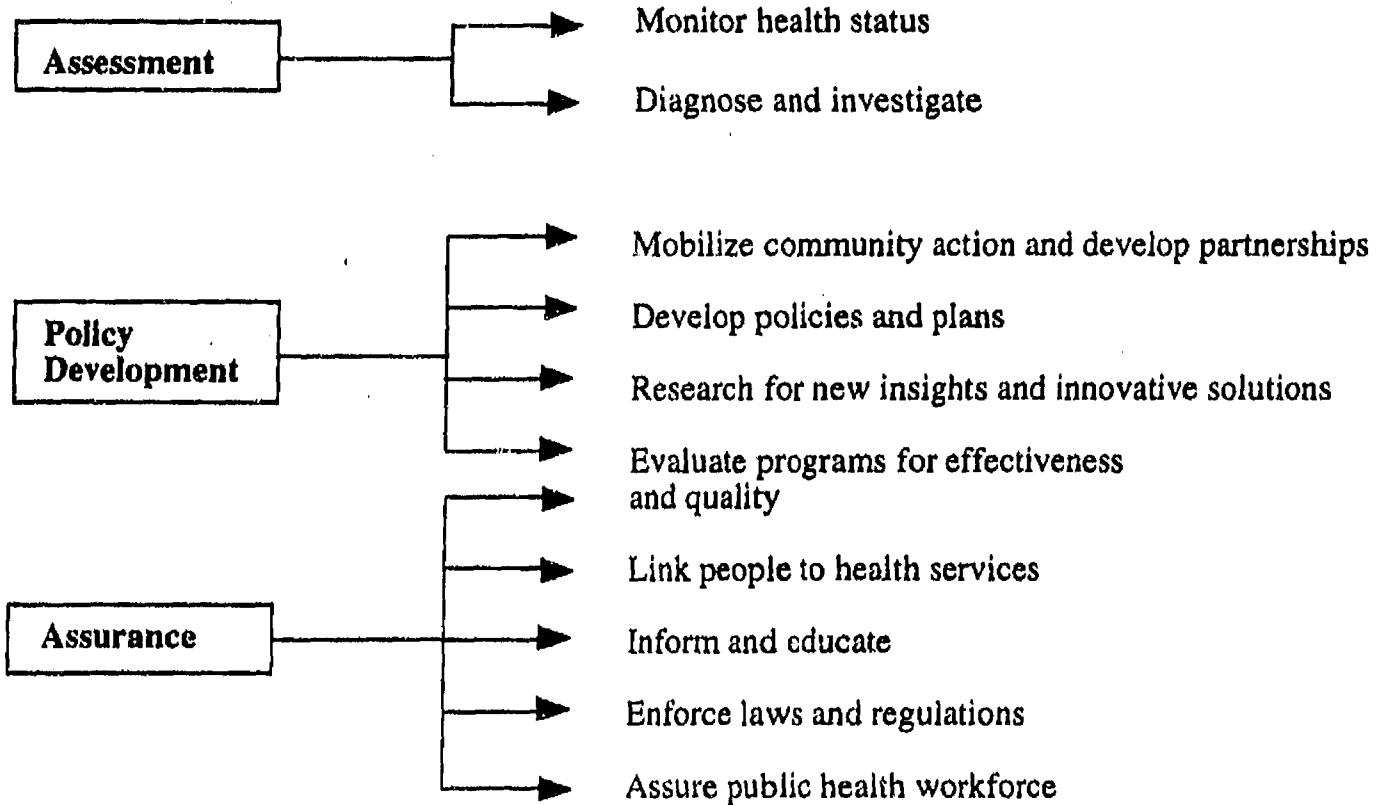 Assessment
Monitor health status
Diagnose and investigate
Policy
Development
Mobilize community action and develop partnerships
Develop policies and plans
Research for new insights and innovative solutions
Evaluate programs for effectiveness
and quality
Assurance
Link people to health services
Inform and educate
Enforce laws and regulations
Assure public health workforce